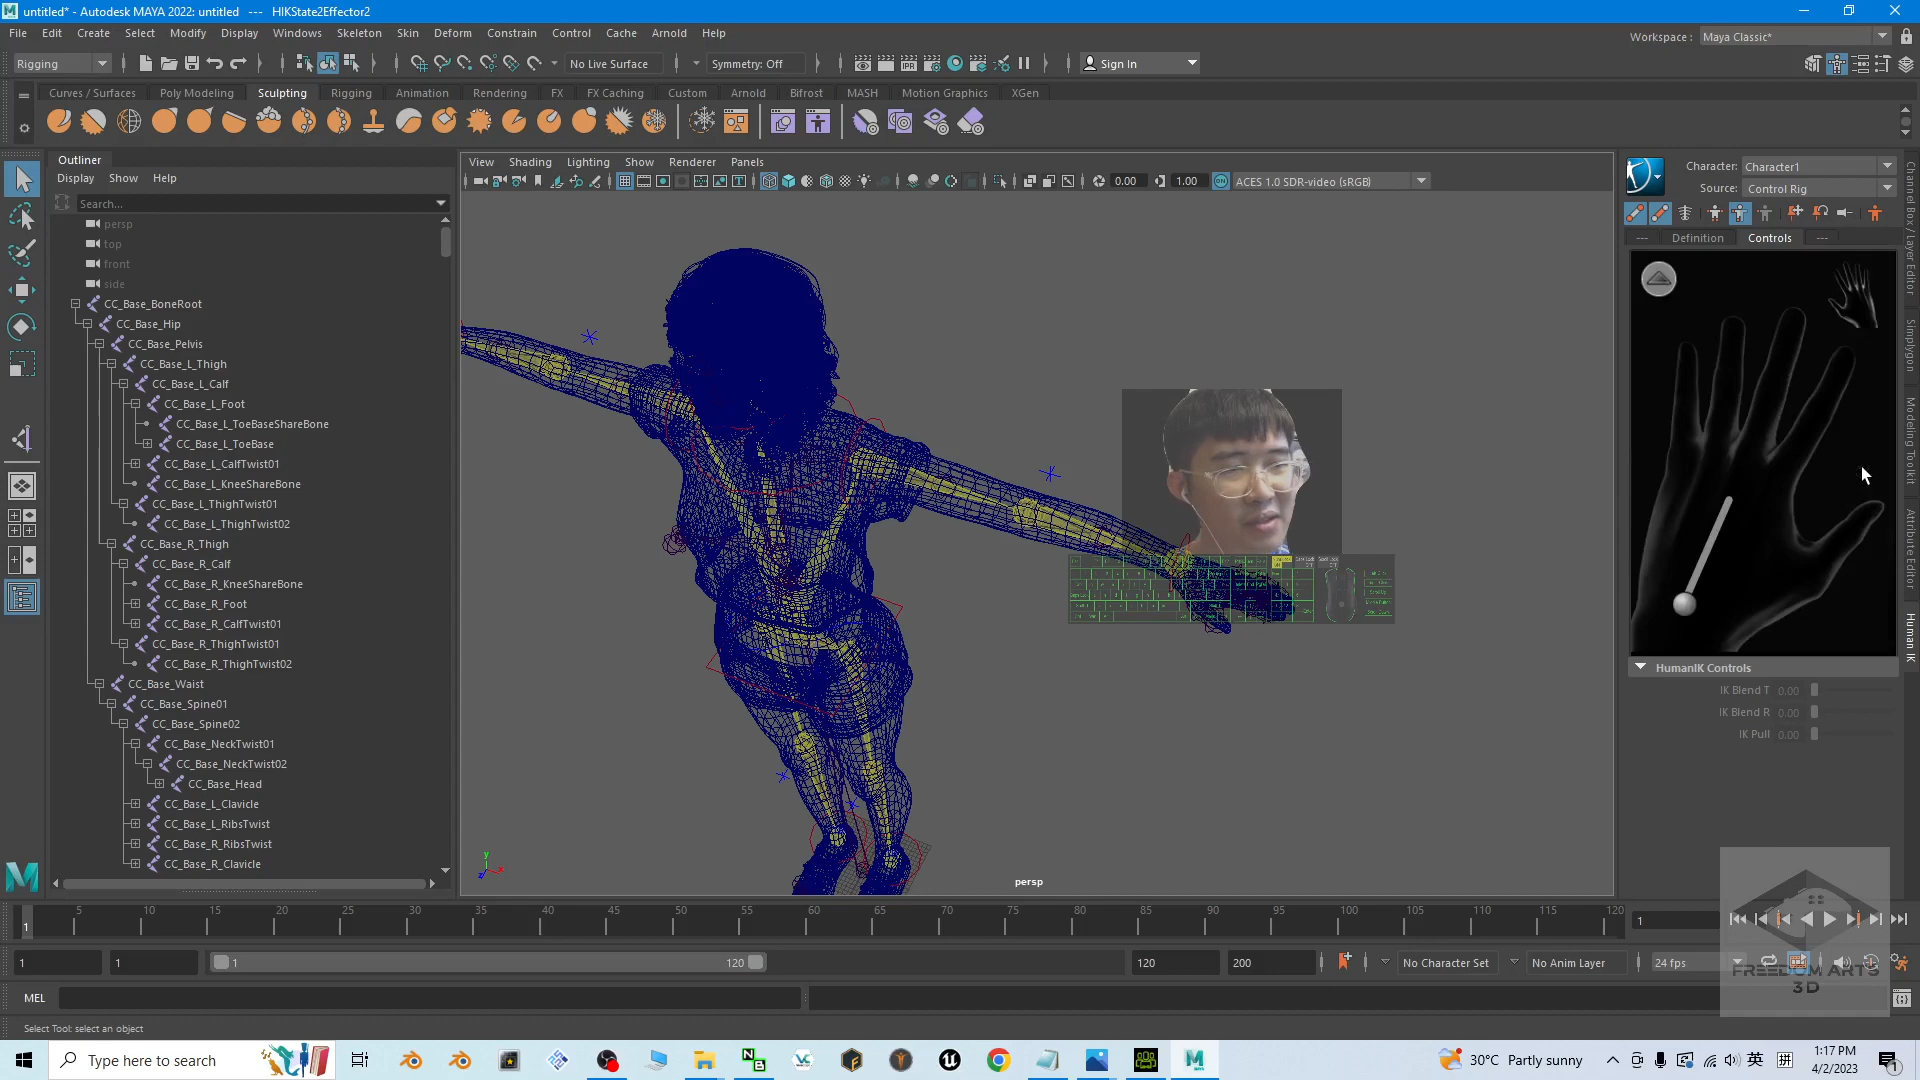 untitled* - Autodesk MAYA 2022: untitled --- HIKState2Effector2
File Edit Create Select Modify Display Windows Skeleton Skin Deform Constrain Control Cache Arnold Help
Workspace : Maya Classic*
Rigging No Live Surface Symmetry: Off Sign In
Curves / Surfaces Poly Modeling Sculpting Rigging Animation Rendering FX FX Caching Custom Arnold Bifrost MASH Motion Graphics XGen
Outliner
Display Show Help
Search...
persp
top
front
side
CC_Base_BoneRoot
CC_Base_Hip
CC_Base_Pelvis
CC_Base_L_Thigh
CC_Base_L_Calf
CC_Base_L_Foot
CC_Base_L_ToeBaseShareBone
CC_Base_L_ToeBase
CC_Base_L_CalfTwist01
CC_Base_L_KneeShareBone
CC_Base_L_ThighTwist01
CC_Base_L_ThighTwist02
CC_Base_R_Thigh
CC_Base_R_Calf
CC_Base_R_KneeShareBone
CC_Base_R_Foot
CC_Base_R_CalfTwist01
CC_Base_R_ThighTwist01
CC_Base_R_ThighTwist02
CC_Base_Waist
CC_Base_Spine01
CC_Base_Spine02
CC_Base_NeckTwist01
CC_Base_NeckTwist02
CC_Base_Head
CC_Base_L_Clavicle
CC_Base_L_RibsTwist
CC_Base_R_RibsTwist
CC_Base_R_Clavicle
View Shading Lighting Show Renderer Panels
0.00 1.00 ON ACES 1.0 SDR-video (sRGB)
persp
Character: Character1
Source: Control Rig
--- Definition Controls ---
HumanIK Controls
IK Blend T 0.00
IK Blend R 0.00
IK Pull 0.00
Channel Box / Layer Editor
Simplygon
Modeling Toolkit
Attribute Editor
Human IK
5 10 15 20 25 30 35 40 45 50 55 60 65 70 75 80 85 90 95 100 105 110 115 120
1 1
1 1 1 120 120 200 No Character Set No Anim Layer 24 fps
FREEDOM ARTS
3D
MEL
Select Tool: select an object
Type here to search
30°C Partly sunny
英 拼
1:17 PM
4/2/2023
1